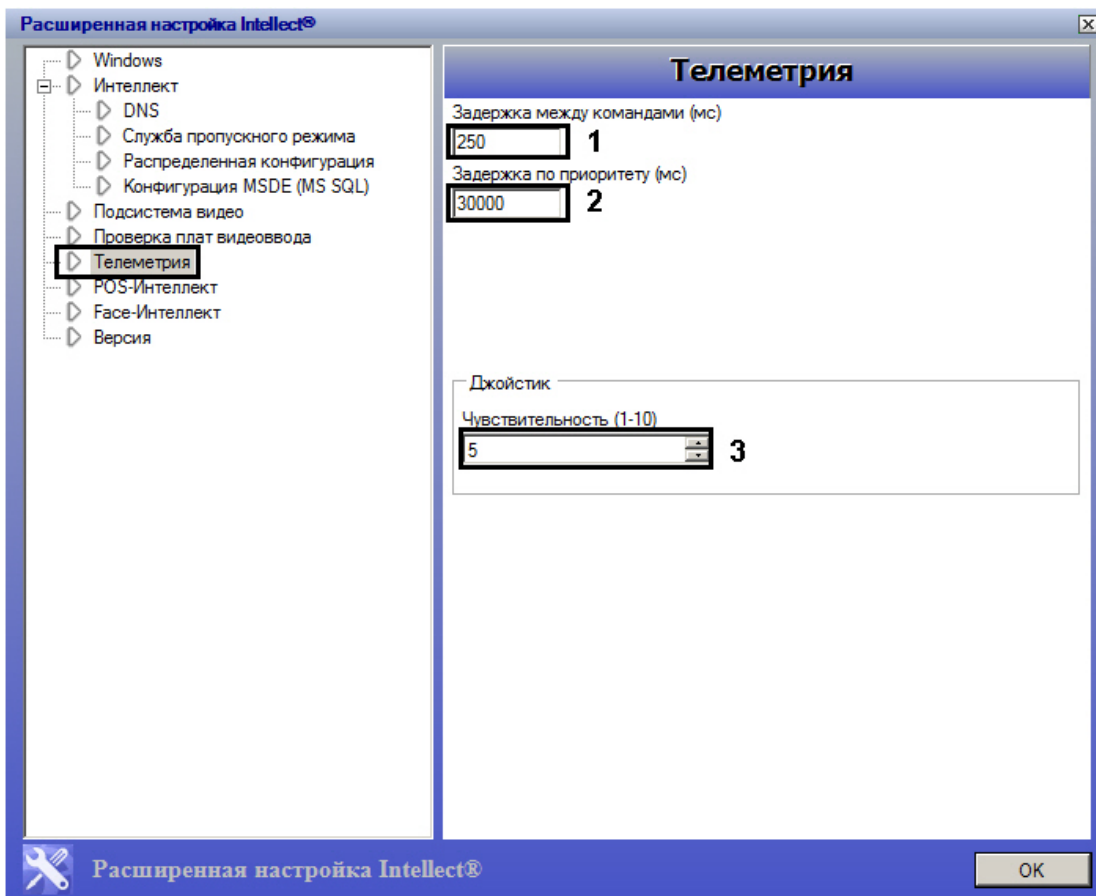 Расширенная настройка Intellect®
Windows
Интеллект
DNS
Служба пропускного режима
Распределенная конфигурация
Конфигурация MSDE (MS SQL)
Подсистема видео
Проверка плат видеоввода
Телеметрия
POS-Интеллект
Face-Интеллект
Версия
Телеметрия
Задержка между командами (мс)
250 1
Задержка по приоритету (мс)
30000 2
Джойстик
Чувствительность (1-10)
5 3
Расширенная настройка Intellect®
OK